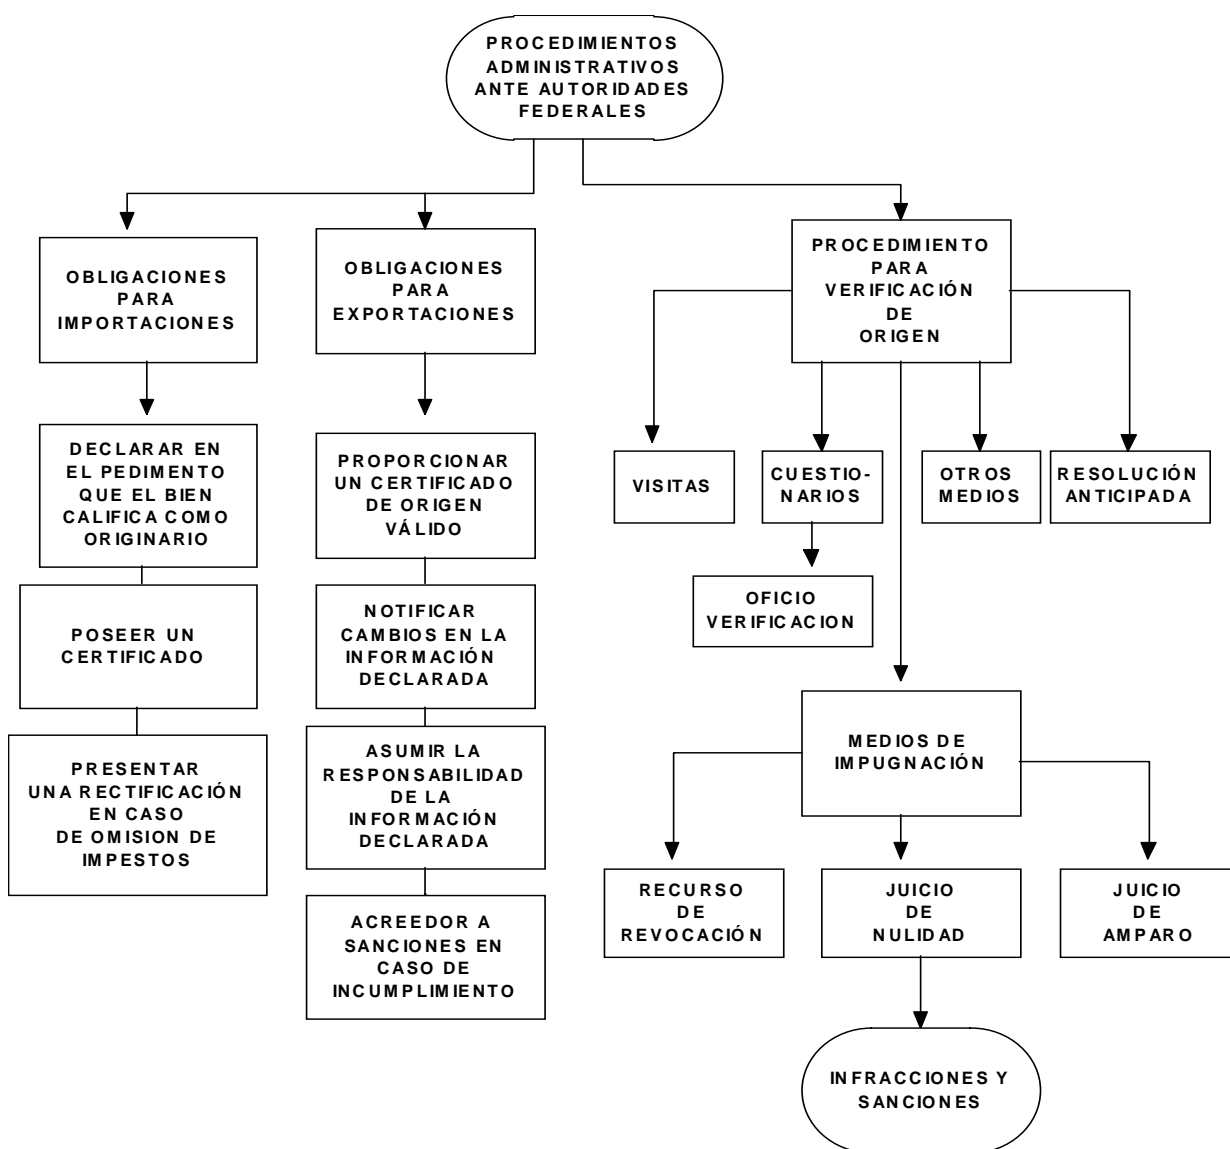 PROCEDIMIENTOS
ADMINISTRATIVOS
ANTE AUTORIDADES
FEDERALES
OBLIGACIONES
PARA
IMPORTACIONES
OBLIGACIONES
PARA
EXPORTACIONES
PROCEDIMIENTO
PARA
VERIFICACIÓN
DE
ORIGEN
DECLARAR EN
EL PEDIMENTO
QUE EL BIEN
CALIFICA COMO
ORIGINARIO
PROPORCIONAR
UN CERTIFICADO
DE ORIGEN
VÁLIDO
VISITAS
CUESTIO-
NARIOS
OTROS
MEDIOS
RESOLUCIÓN
ANTICIPADA
POSEER UN
CERTIFICADO
NOTIFICAR
CAMBIOS EN LA
INFORMACIÓN
DECLARADA
OFICIO
VERIFICACION
PRESENTAR
UNA RECTIFICACIÓN
EN CASO
DE OMISION DE
IMPESTOS
ASUMIR LA
RESPONSABILIDAD
DE LA
INFORMACIÓN
DECLARADA
MEDIOS DE
IMPUGNACIÓN
ACREEDOR A
SANCIONES EN
CASO DE
INCUMPLIMIENTO
RECURSO
DE
REVOCACIÓN
JUICIO
DE
NULIDAD
JUICIO
DE
AMPARO
INFRACCIONES Y
SANCIONES